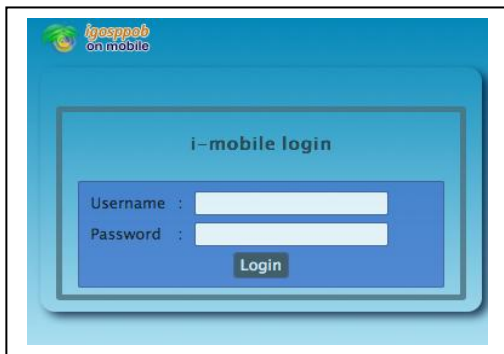 igosppob
on mobile
i-mobile login
Username :
Password :
Login